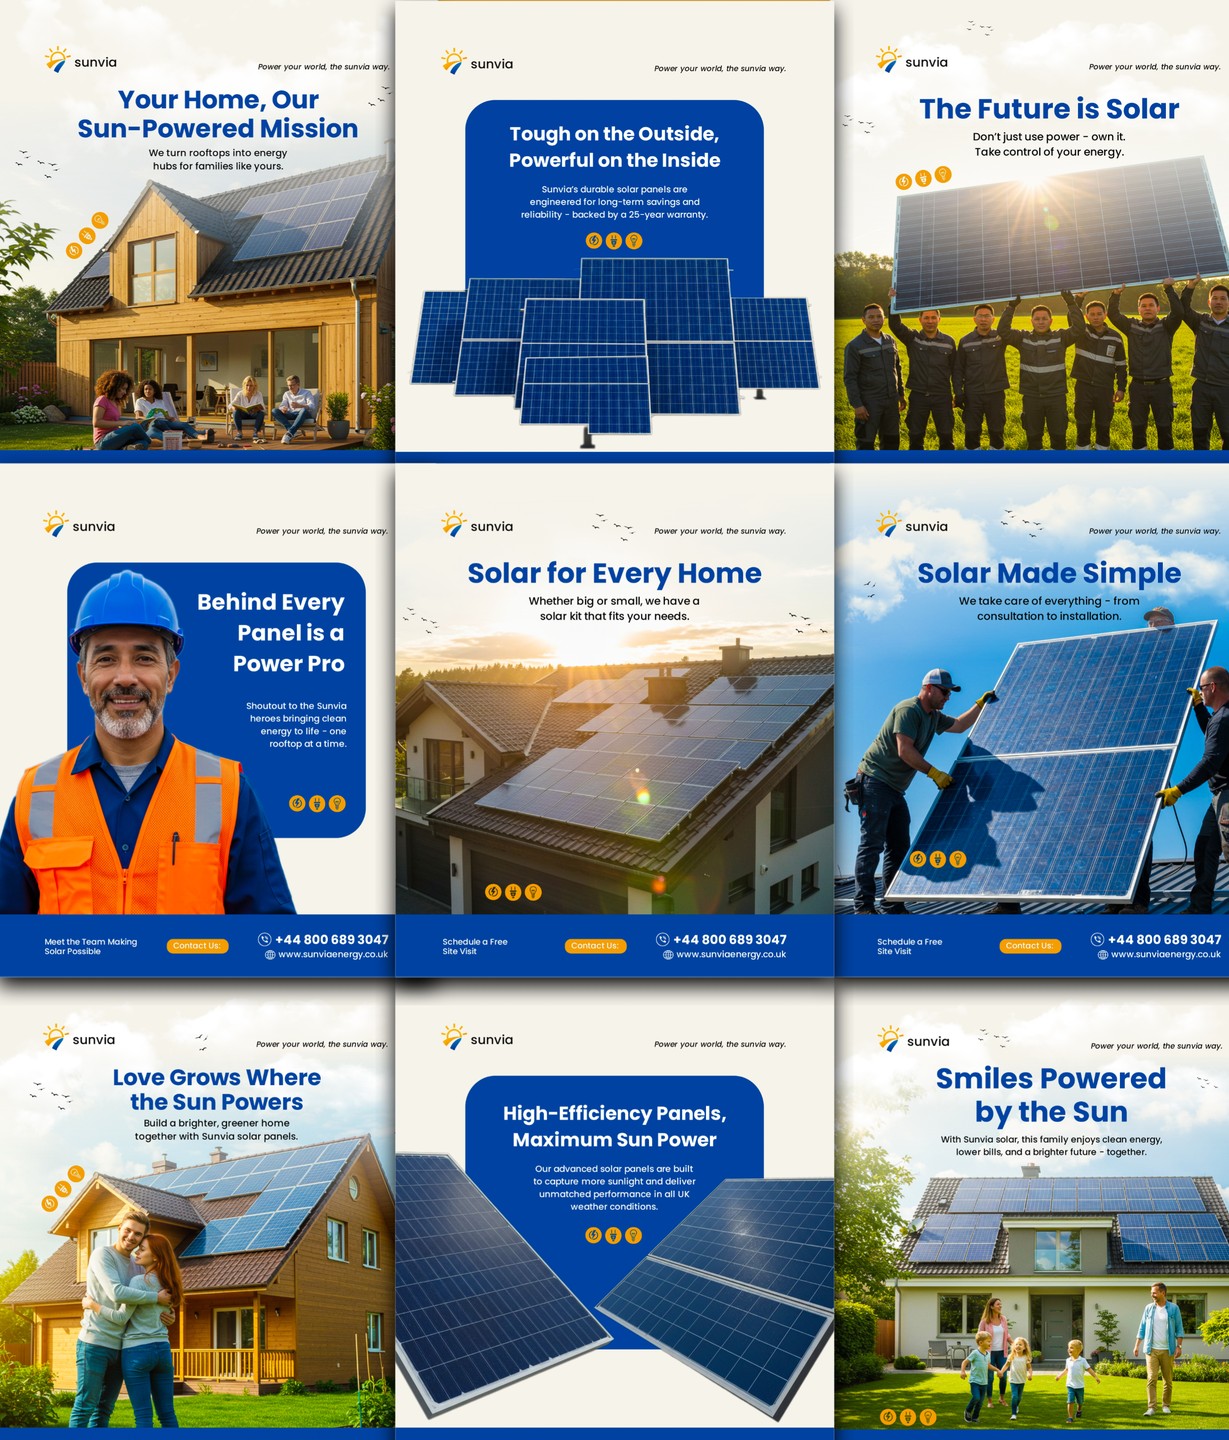 sunvia
Power your world, the sunvia way.
Your Home, Our
Sun-Powered Mission
We turn rooftops into energy
hubs for families like yours.
sunvia
Power your world, the sunvia way.
Tough on the Outside,
Powerful on the Inside
Sunvia's durable solar panels are
engineered for long-term savings and
reliability - backed by a 25-year warranty.
sunvia
Power your world, the sunvia way.
The Future is Solar
Don't just use power - own it.
Take control of your energy.
sunvia
Power your world, the sunvia way.
Behind Every
Panel is a
Power Pro
Shoutout to the Sunvia
heroes bringing clean
energy to life - one
rooftop at a time.
Meet the Team Making
Solar Possible
Contact Us:
+44 800 689 3047
www.sunviaenergy.co.uk
sunvia
Power your world, the sunvia way.
Solar for Every Home
Whether big or small, we have a
solar kit that fits your needs.
Schedule a Free
Site Visit
Contact Us:
+44 800 689 3047
www.sunviaenergy.co.uk
sunvia
Power your world, the sunvia way.
Solar Made Simple
We take care of everything - from
consultation to installation.
Schedule a Free
Site Visit
Contact Us:
+44 800 689 3047
www.sunviaenergy.co.uk
sunvia
Power your world, the sunvia way.
Love Grows Where
the Sun Powers
Build a brighter, greener home
together with Sunvia solar panels.
sunvia
Power your world, the sunvia way.
High-Efficiency Panels,
Maximum Sun Power
Our advanced solar panels are built
to capture more sunlight and deliver
unmatched performance in all UK
weather conditions.
sunvia
Power your world, the sunvia way.
Smiles Powered
by the Sun
With Sunvia solar, this family enjoys clean energy,
lower bills, and a brighter future - together.